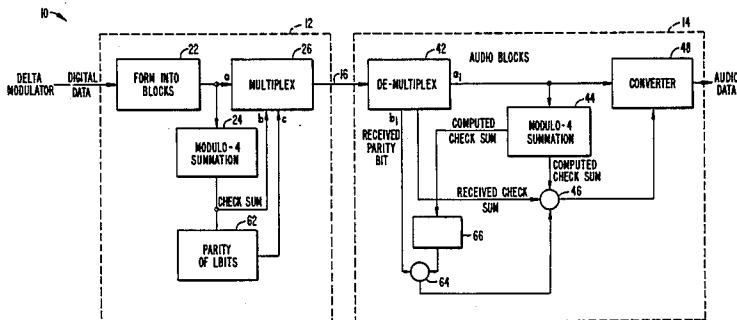 10
12
14
22
26
42
AUDIO BLOCKS
48
DELTA
MODULATOR
DIGITAL
DATA
FORM INTO
BLOCKS
a
MULTIPLEX
16
DE-MULTIPLEX
a1
CONVERTER
AUDIO
DATA
24
b
c
b1
RECEIVED
PARITY
BIT
COMPUTED
CHECK SUM
44
MODULO-4
SUMMATION
MODULO-4
SUMMATION
COMPUTED
CHECK SUM
CHECK SUM
RECEIVED CHECK
SUM
46
62
PARITY
OF LBITS
66
64